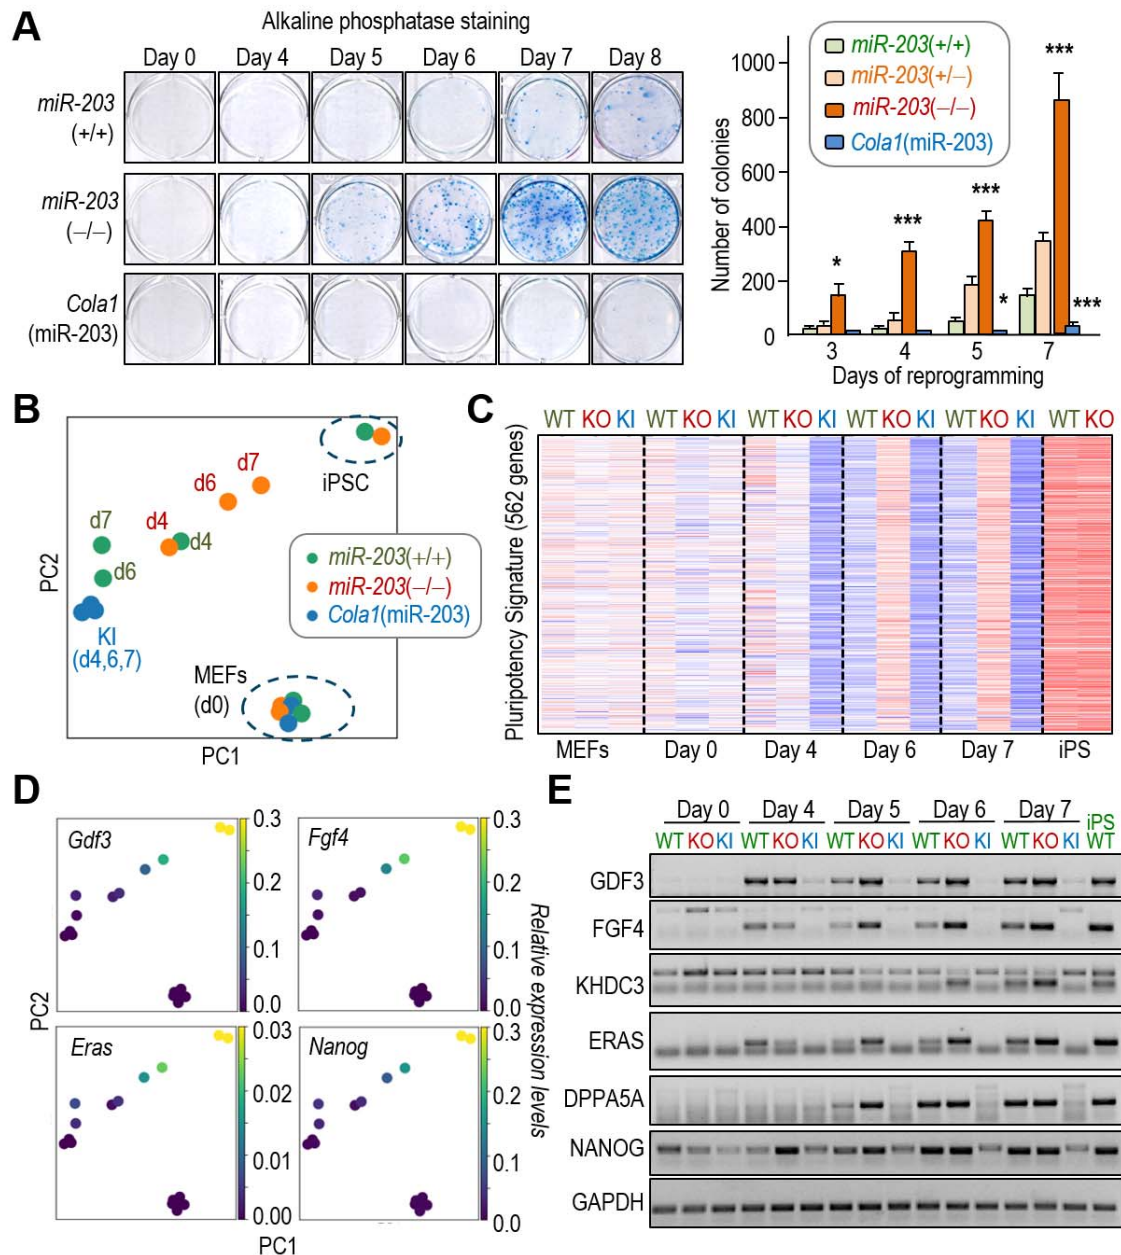 A
Alkaline phosphatase staining
Day 0 Day 4 Day 5 Day 6 Day 7 Day 8
miR-203
(+/+)
miR-203
(−/−)
Cola1
(miR-203)
Number of colonies
1000
800
600
400
200
0
miR-203(+/+)
miR-203(+/−)
miR-203(−/−)
Cola1(miR-203)
*
***
***
*
***
***
3 4 5 7
Days of reprogramming
B
PC2
iPSC
d7
d6
d4
d4
d7
d6
KI
(d4,6,7)
MEFs
(d0)
miR-203(+/+)
miR-203(−/−)
Cola1(miR-203)
PC1
C
WT KO KI WT KO KI WT KO KI WT KO KI WT KO KI WT KO
Pluripotency Signature (562 genes)
MEFs Day 0 Day 4 Day 6 Day 7 iPS
D
Gdf3
0.3
0.2
0.1
0.0
Fgf4
0.3
0.2
0.1
0.0
Eras
0.03
0.02
0.01
0.00
Nanog
0.3
0.2
0.1
0.0
PC2
PC1
Relative expression levels
E
Day 0 Day 4 Day 5 Day 6 Day 7 iPS
WT KO KI WT KO KI WT KO KI WT KO KI WT KO KI WT
GDF3
FGF4
KHDC3
ERAS
DPPA5A
NANOG
GAPDH